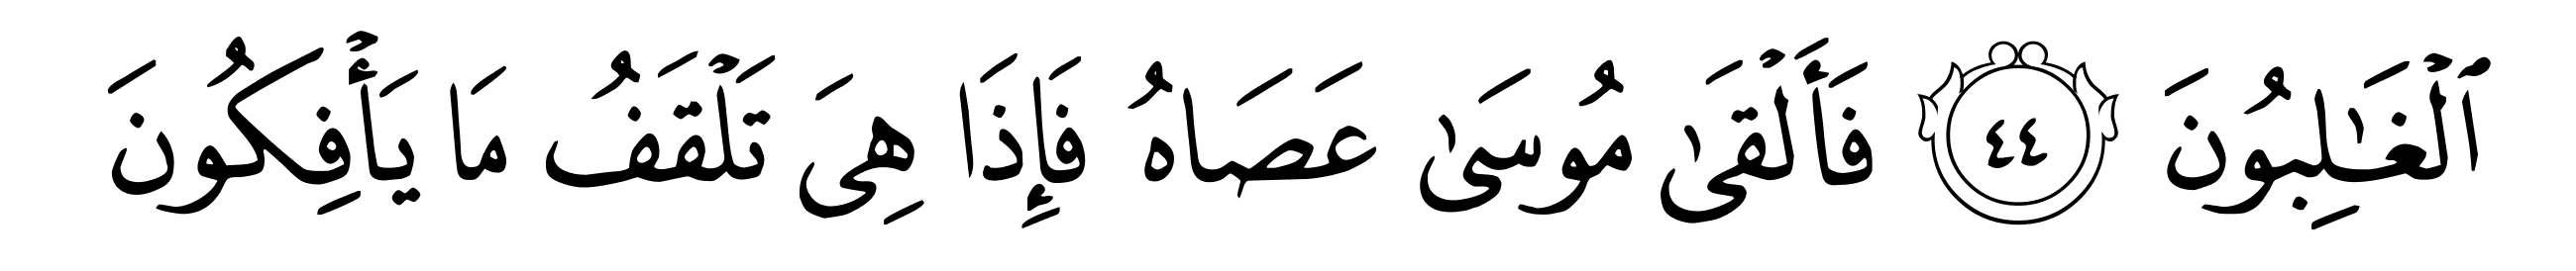 ٱلْغَـٰلِبُونَ ٤٤ فَأَلْقَىٰ مُوسَىٰ عَصَاهُ فَإِذَا هِىَ تَلْقَفُ مَا يَأْفِكُونَ